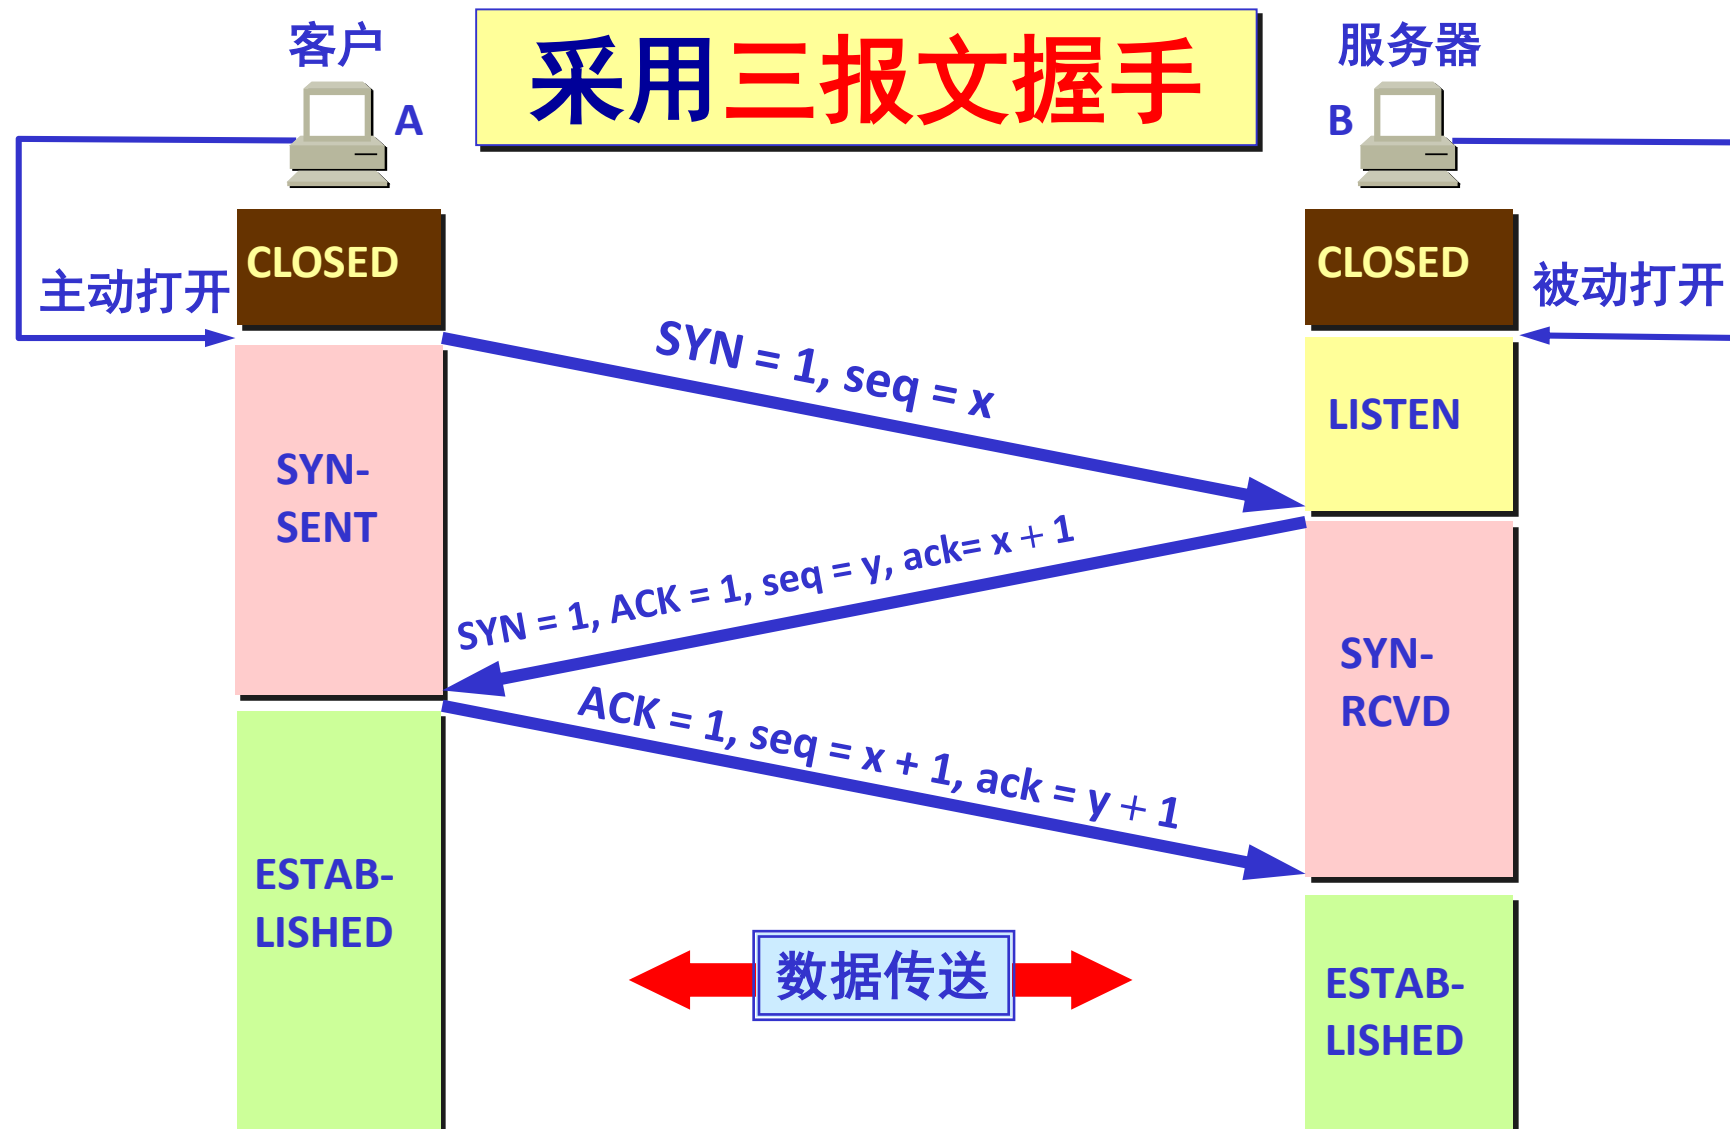 采用三报文握手
客户
服务器
A
B
CLOSED
CLOSED
主动打开
被动打开
SYN = 1, seq = x
LISTEN
SYN-
SENT
SYN = 1, ACK = 1, seq = y, ack= x + 1
SYN-
RCVD
ACK = 1, seq = x + 1, ack = y + 1
ESTAB-
LISHED
数据传送
ESTAB-
LISHED